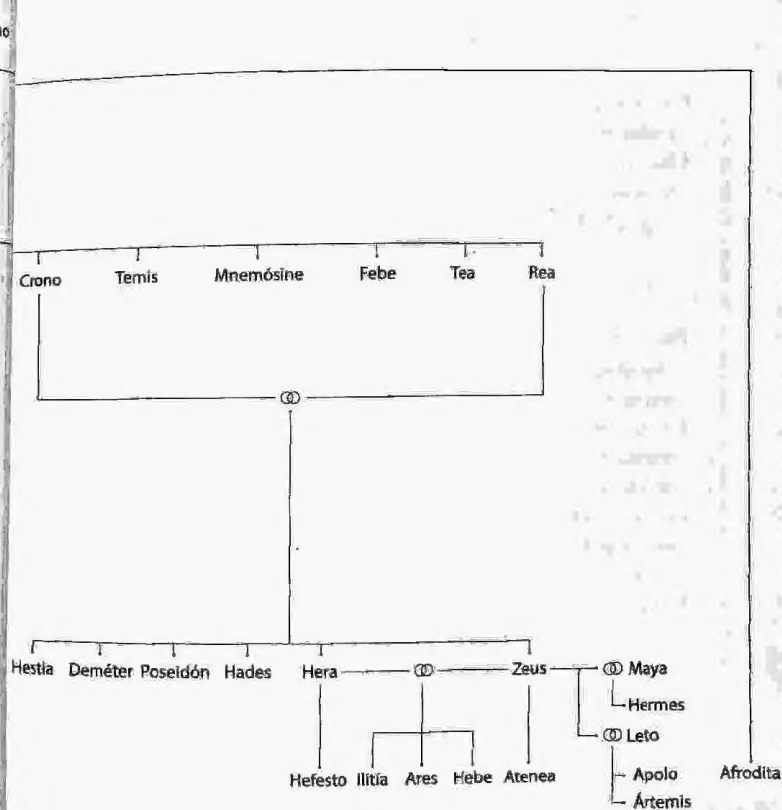 Crono Temis Mnemósine Febe Tea Rea
Hestia Deméter Poseidón Hades Hera Zeus Maya
Hermes
Leto
Hefesto Ilitía Ares Hebe Atenea Apolo Afrodita
Ártemis